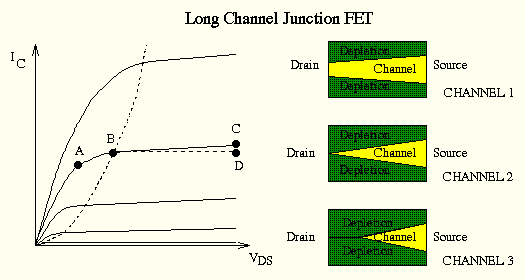 Long Channel Junction FET
I C
A
B
C
D
V DS
Depletion
Drain
Channel
Source
Depletion
CHANNEL 1
Depletion
Drain
Channel
Source
Depletion
CHANNEL 2
Depletion
Drain
Channel
Source
Depletion
CHANNEL 3